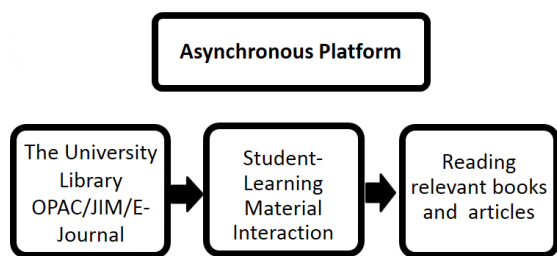 Asynchronous Platform
The University
Library
OPAC/JIM/E-
Journal
Student-
Learning
Material
Interaction
Reading
relevant books
and articles